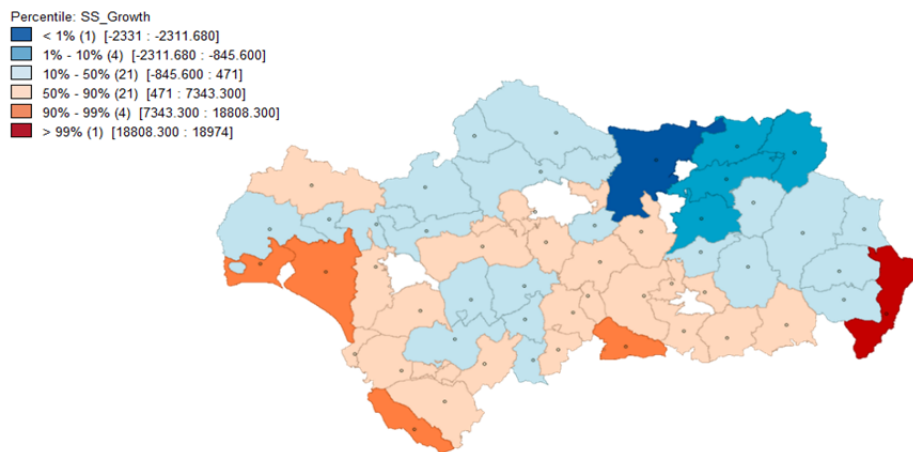 Percentile: SS_Growth
< 1% (1) [-2331 : -2311.680]
1% - 10% (4) [-2311.680 : -845.600]
10% - 50% (21) [-845.600 : 471]
50% - 90% (21) [471 : 7343.300]
90% - 99% (4) [7343.300 : 18808.300]
> 99% (1) [18808.300 : 18974]